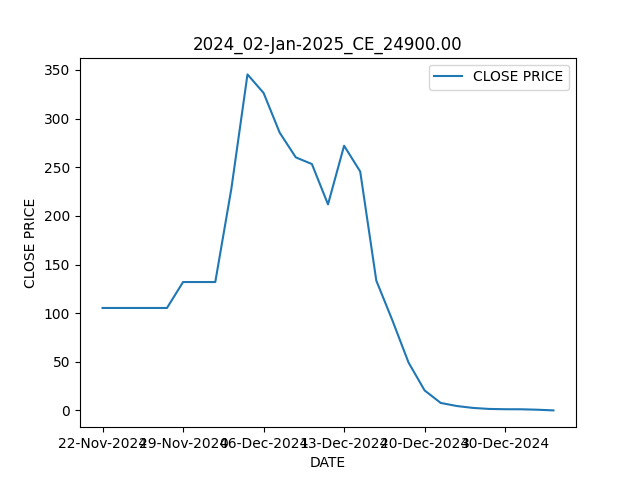 2024_02-Jan-2025_CE_24900.00
CLOSE PRICE
350
300
250
200
150
100
50
0
CLOSE PRICE
22-Nov-2024 29-Nov-2024 06-Dec-2024 13-Dec-2024 20-Dec-2024 30-Dec-2024
DATE